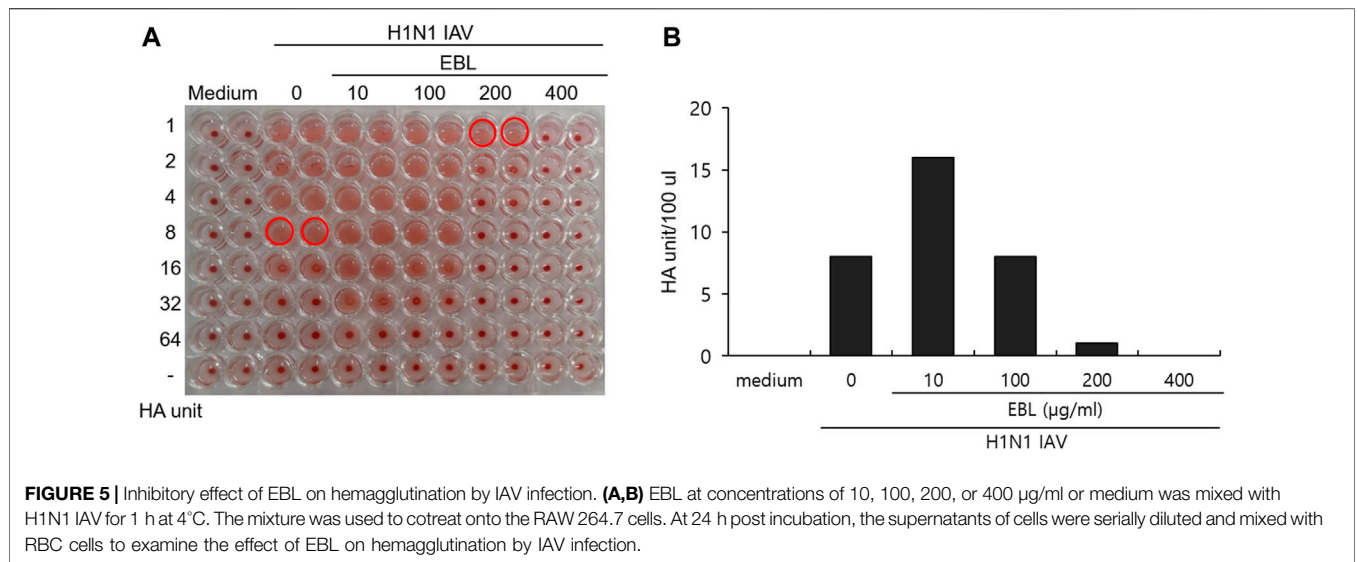 A
H1N1 IAV
EBL
Medium 0 10 100 200 400
1
2
4
8
16
32
64
-
HA unit
B
20
15
10
5
0
HA unit/100 ul
medium 0 10 100 200 400
EBL (µg/ml)
H1N1 IAV
FIGURE 5 | Inhibitory effect of EBL on hemagglutination by IAV infection. (A,B) EBL at concentrations of 10, 100, 200, or 400 µg/ml or medium was mixed with
H1N1 IAV for 1 h at 4°C. The mixture was used to cotreat onto the RAW 264.7 cells. At 24 h post incubation, the supernatants of cells were serially diluted and mixed with
RBC cells to examine the effect of EBL on hemagglutination by IAV infection.